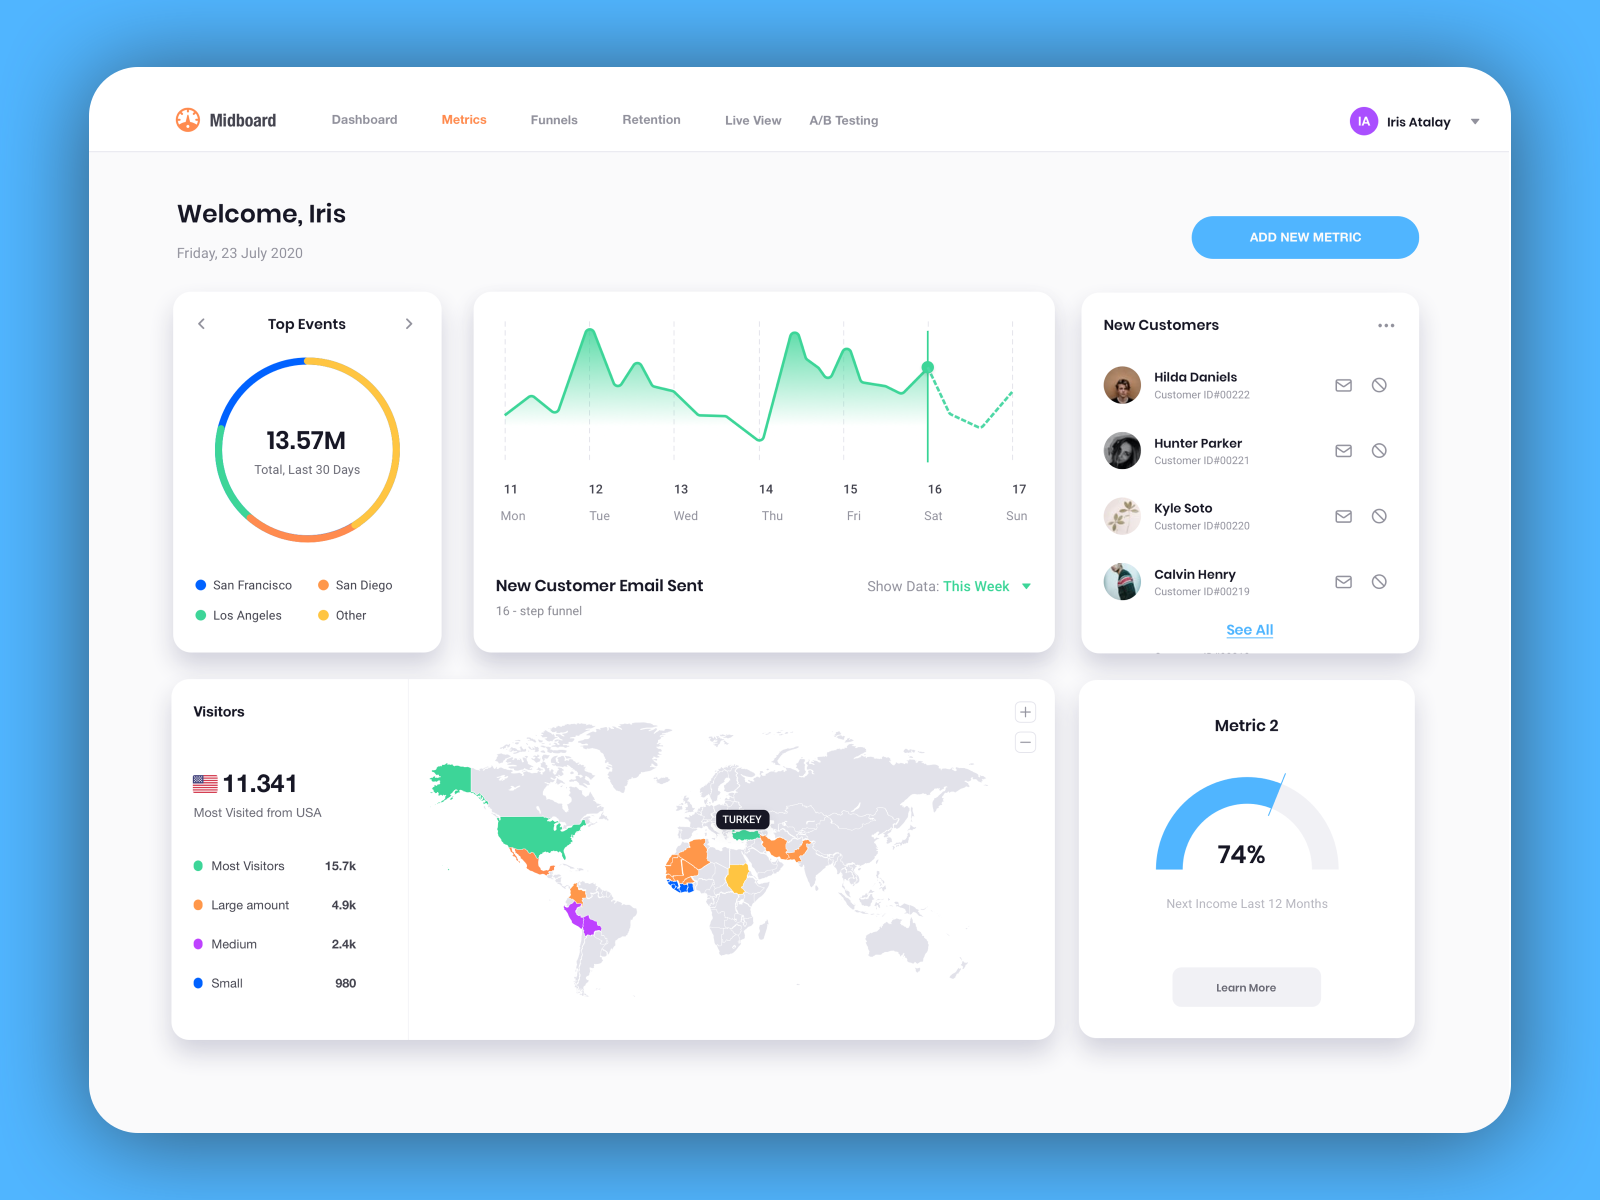 Midboard
Dashboard
Metrics
Funnels
Retention
Live View
A/B Testing
IA
Iris Atalay
Welcome, Iris
Friday, 23 July 2020
ADD NEW METRIC
Top Events
13.57M
Total, Last 30 Days
San Francisco
San Diego
Los Angeles
Other
11 12 13 14 15 16 17
Mon Tue Wed Thu Fri Sat Sun
New Customer Email Sent
Show Data: This Week
16 - step funnel
New Customers
Hilda Daniels
Customer ID#00222
Hunter Parker
Customer ID#00221
Kyle Soto
Customer ID#00220
Calvin Henry
Customer ID#00219
See All
Visitors
11.341
Most Visited from USA
Most Visitors 15.7k
Large amount 4.9k
Medium 2.4k
Small 980
TURKEY
Metric 2
74%
Next Income Last 12 Months
Learn More